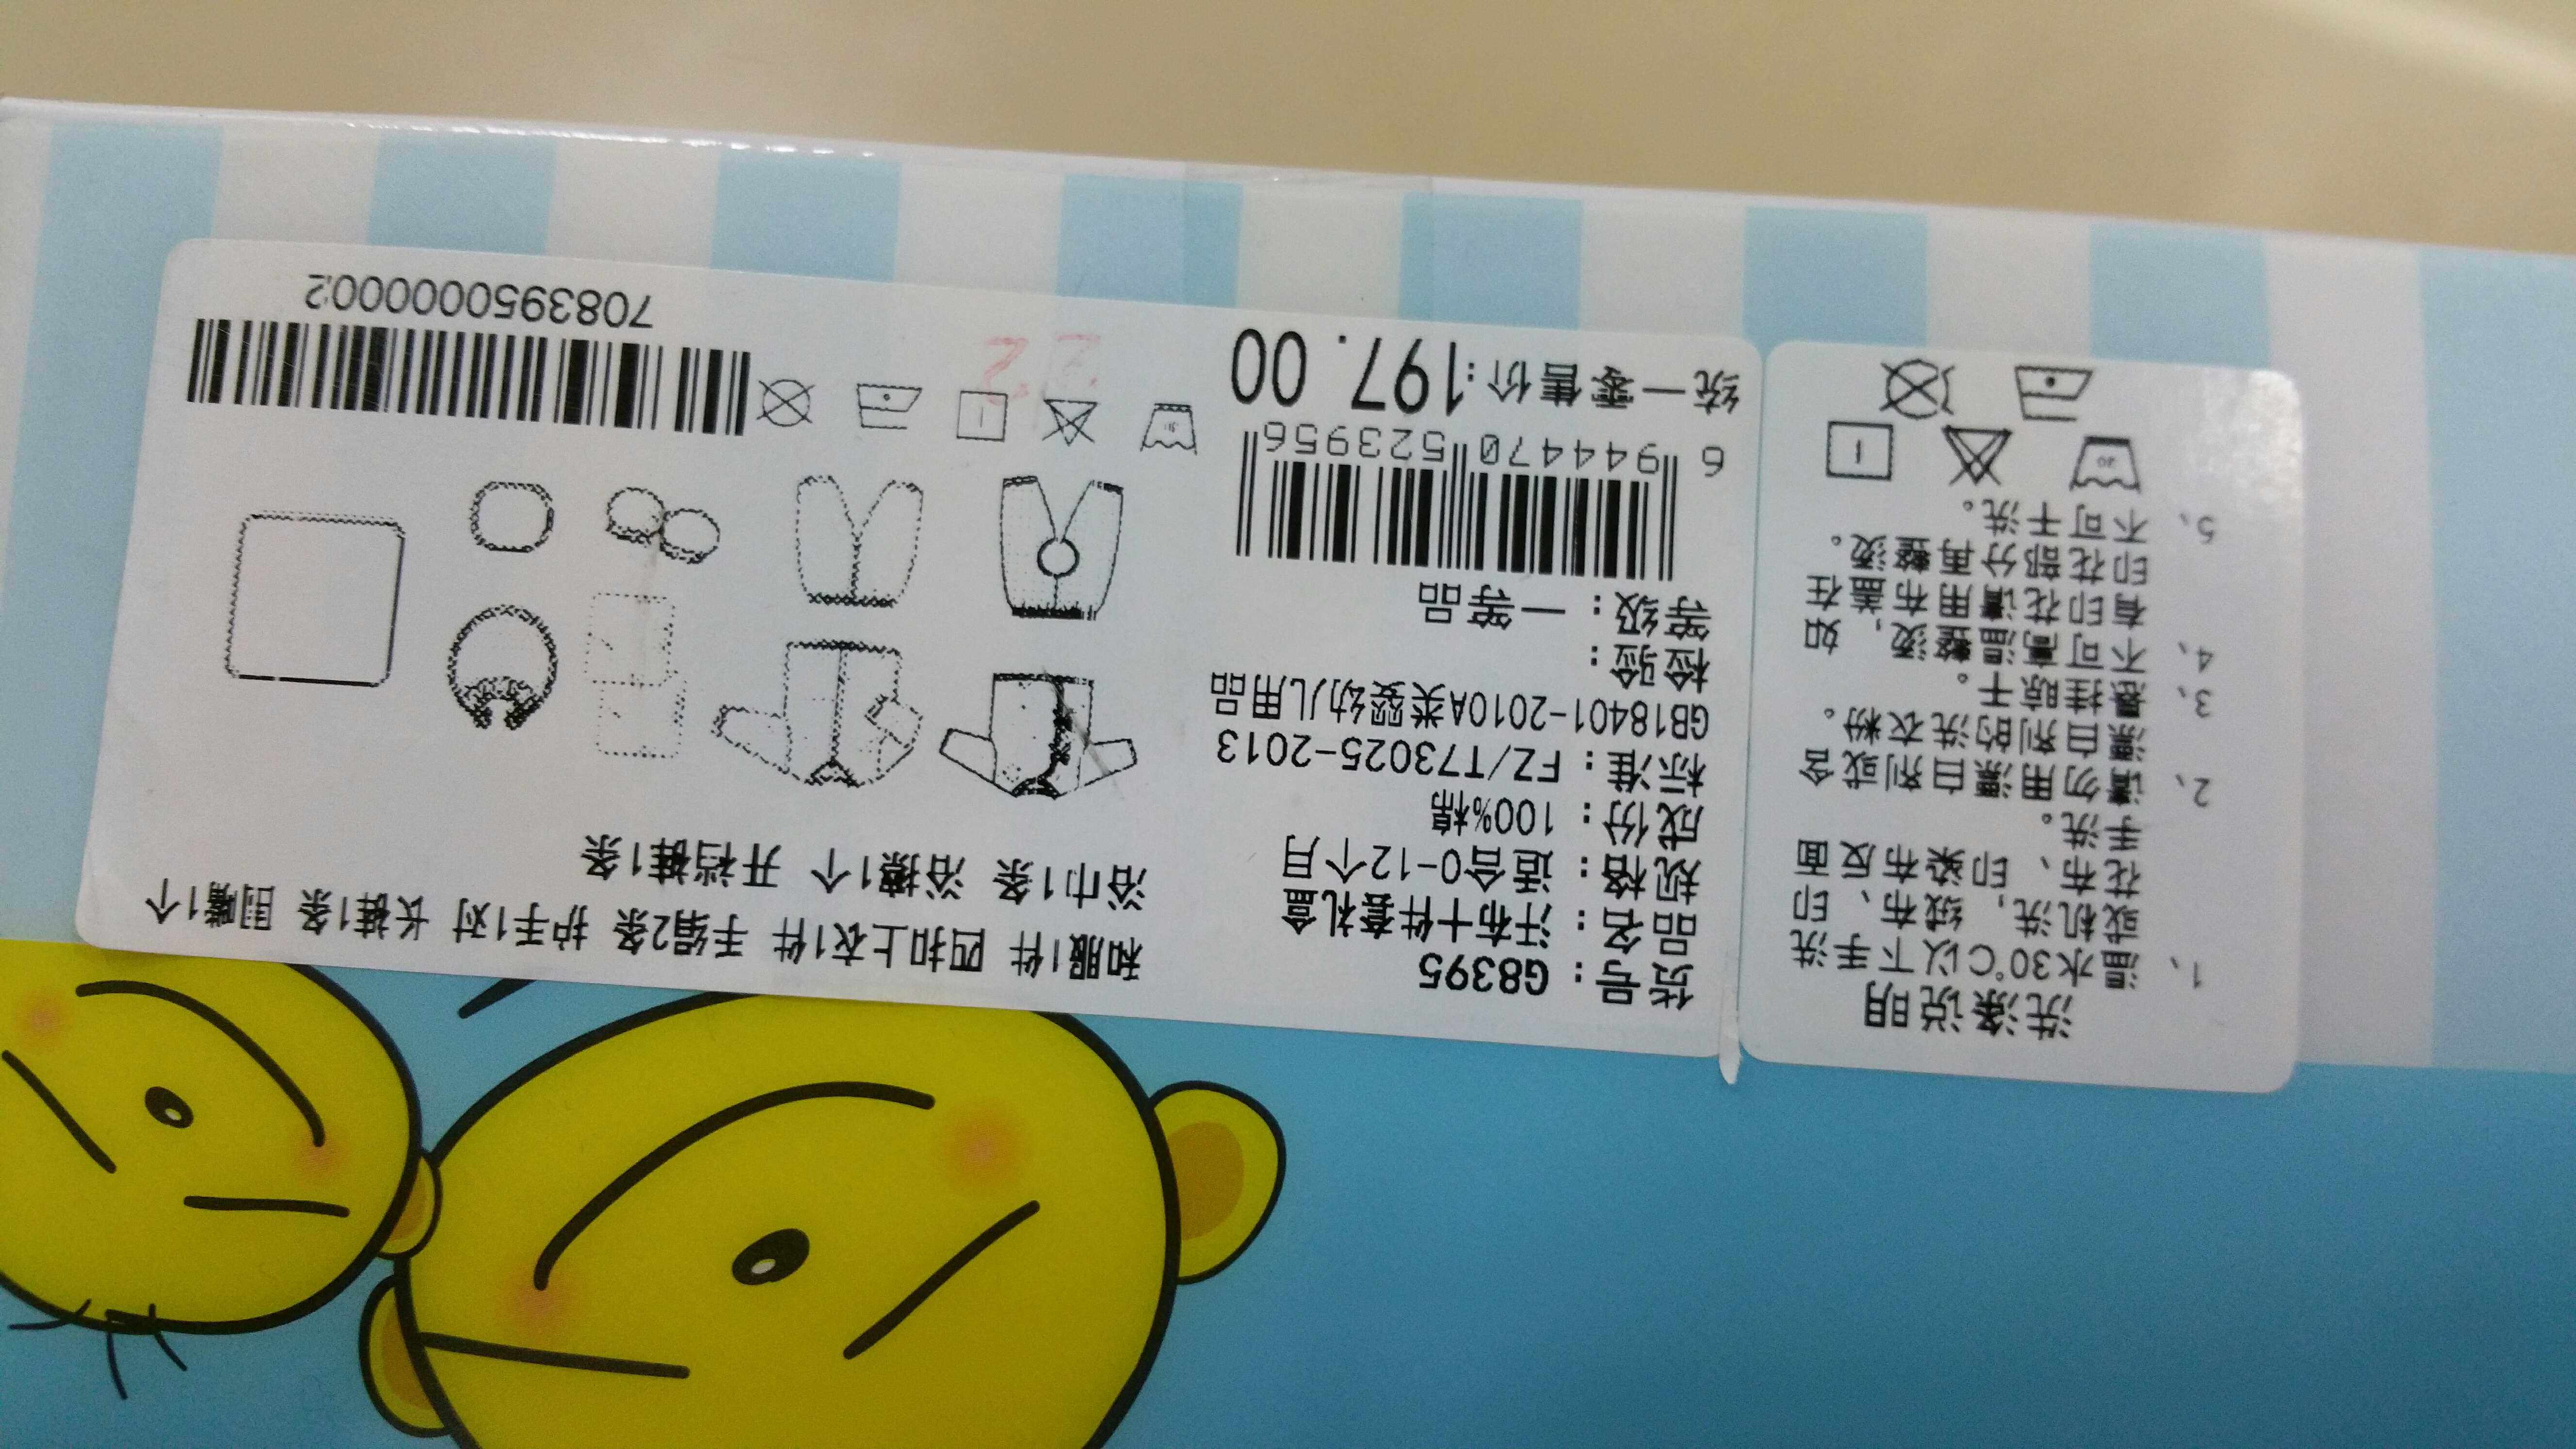 洗涤说明
1、温水30℃以下手洗
或机洗，绒布、印
花布、印染布反面
手洗。
2、请勿用漂白剂或含
漂白剂的洗衣粉。
3、悬挂晾干。
4、不可高温整烫，如
有印花请用布盖在
印花部分再整烫。
5、不可干洗。
30
货号：G8395
品名：汗布十件套礼盒
规格：适合0-12个月
成份：100%棉
标准：FZ/T73025-2013
GB18401-2010A类婴幼儿用品
检验：
等级：一等品
6 944470 523956
统一零售价:197.00
和服1件 四扣上衣1件 手绢2条 护手1对 长裤1条 围嘴1个
浴巾1条 浴擦1个 开裆裤1条
7083950000002